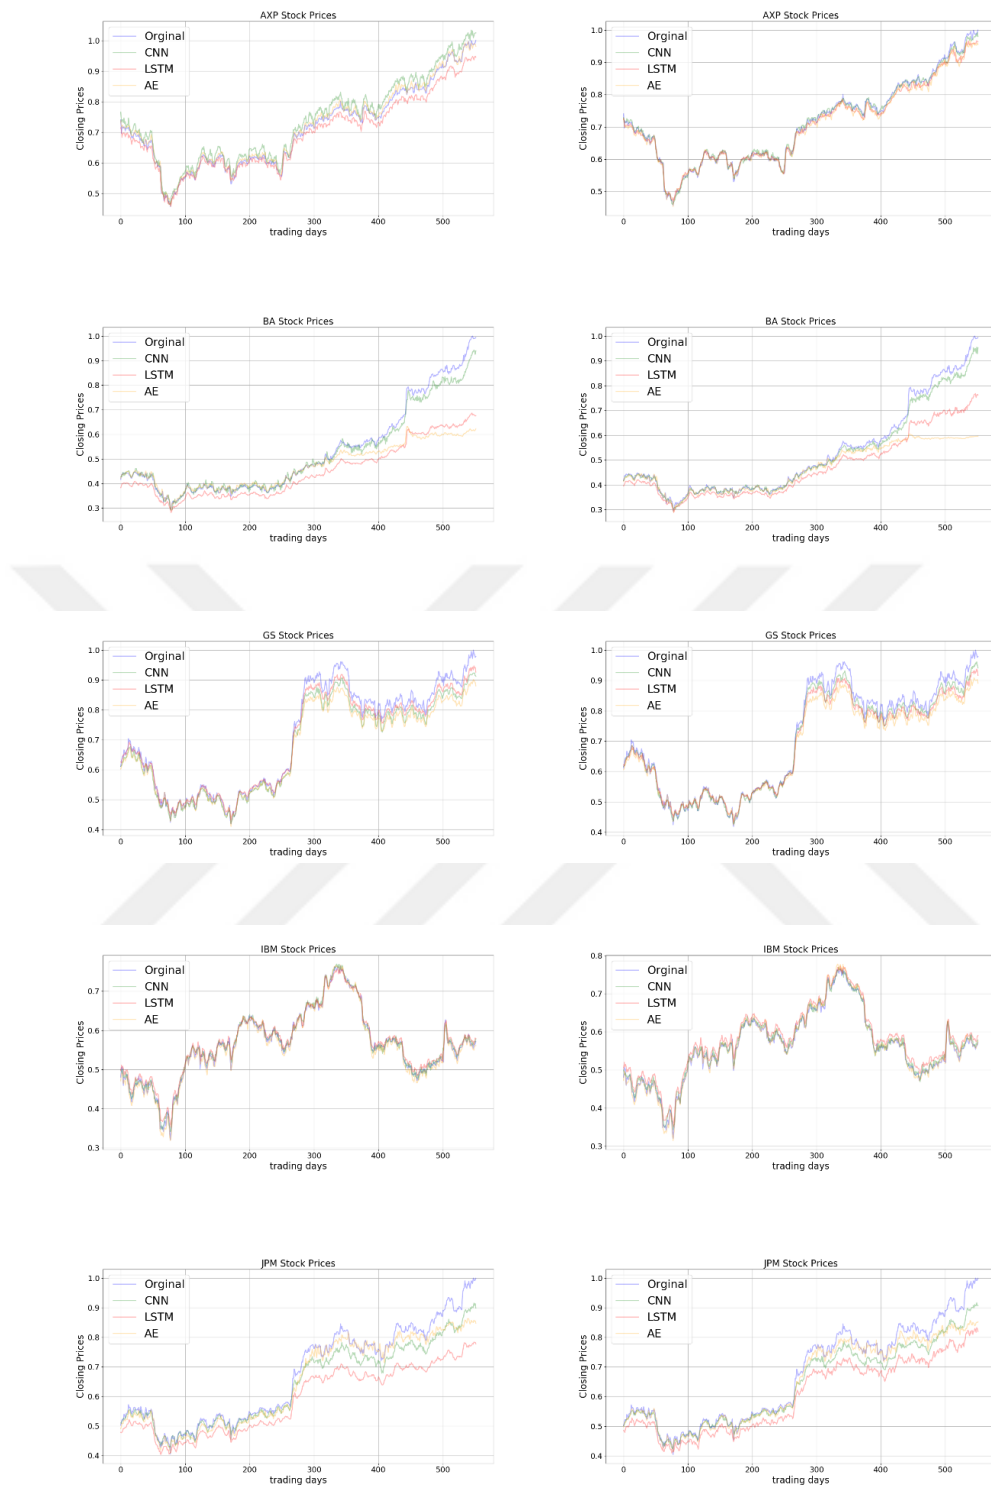 AXP Stock Prices
Closing Prices
1.0
0.9
0.8
0.7
0.6
0.5
Orginal
CNN
LSTM
AE
0 100 200 300 400 500
trading days
AXP Stock Prices
Closing Prices
1.0
0.9
0.8
0.7
0.6
0.5
Orginal
CNN
LSTM
AE
0 100 200 300 400 500
trading days
BA Stock Prices
Closing Prices
1.0
0.9
0.8
0.7
0.6
0.5
0.4
0.3
Orginal
CNN
LSTM
AE
0 100 200 300 400 500
trading days
BA Stock Prices
Closing Prices
1.0
0.9
0.8
0.7
0.6
0.5
0.4
0.3
Orginal
CNN
LSTM
AE
0 100 200 300 400 500
trading days
GS Stock Prices
Closing Prices
1.0
0.9
0.8
0.7
0.6
0.5
0.4
Orginal
CNN
LSTM
AE
0 100 200 300 400 500
trading days
GS Stock Prices
Closing Prices
1.0
0.9
0.8
0.7
0.6
0.5
0.4
Orginal
CNN
LSTM
AE
0 100 200 300 400 500
trading days
IBM Stock Prices
Closing Prices
0.7
0.6
0.5
0.4
0.3
Orginal
CNN
LSTM
AE
0 100 200 300 400 500
trading days
IBM Stock Prices
Closing Prices
0.8
0.7
0.6
0.5
0.4
0.3
Orginal
CNN
LSTM
AE
0 100 200 300 400 500
trading days
JPM Stock Prices
Closing Prices
1.0
0.9
0.8
0.7
0.6
0.5
0.4
Orginal
CNN
LSTM
AE
0 100 200 300 400 500
trading days
JPM Stock Prices
Closing Prices
1.0
0.9
0.8
0.7
0.6
0.5
0.4
Orginal
CNN
LSTM
AE
0 100 200 300 400 500
trading days